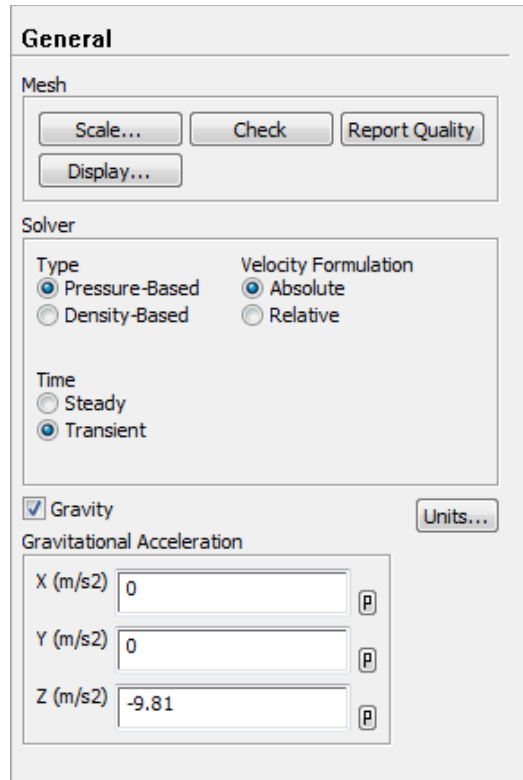 General
Mesh
Scale... Check Report Quality
Display...
Solver
Type Velocity Formulation
Pressure-Based Absolute
Density-Based Relative
Time
Steady
Transient
Gravity Units...
Gravitational Acceleration
X (m/s2) 0 P
Y (m/s2) 0 P
Z (m/s2) -9.81 P